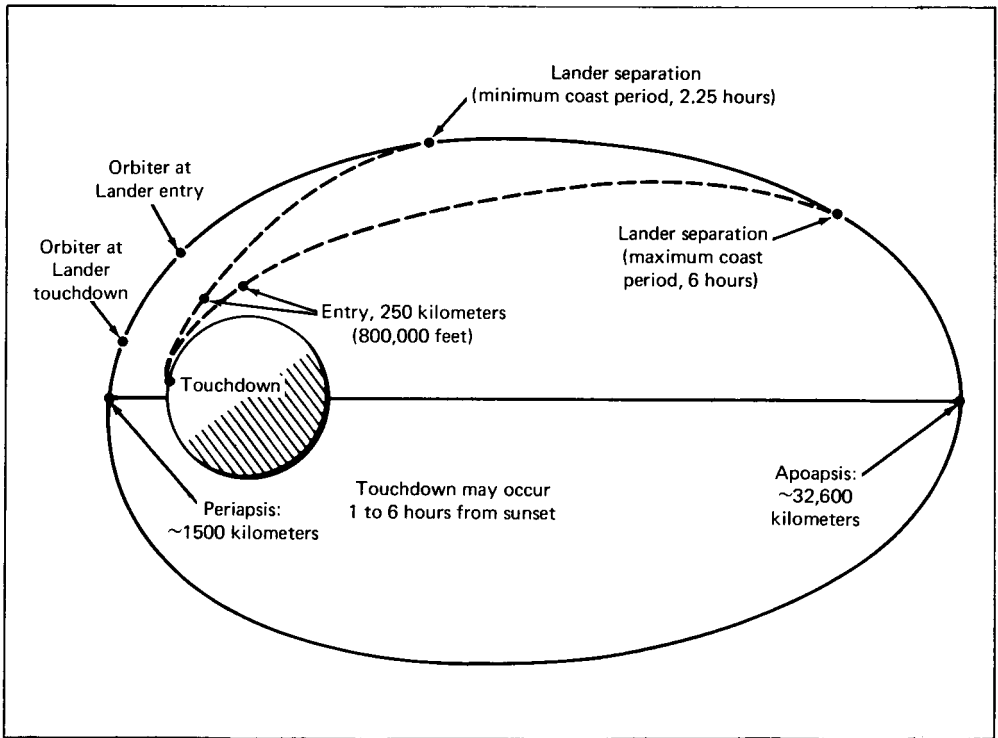 Lander separation
(minimum coast period, 2.25 hours)
Orbiter at
Lander entry
Orbiter at
Lander
touchdown
Lander separation
(maximum coast
period, 6 hours)
Entry, 250 kilometers
(800,000 feet)
Touchdown
Periapsis:
~1500 kilometers
Touchdown may occur
1 to 6 hours from sunset
Apoapsis:
~32,600
kilometers